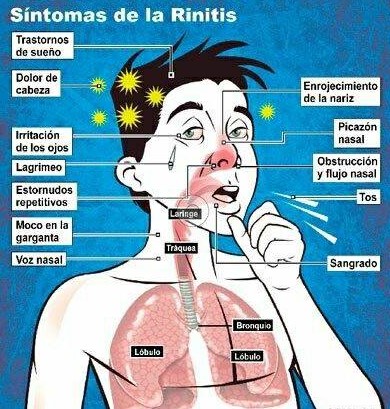 Síntomas de la Rinitis
Trastornos
de sueño
Dolor de
cabeza
Irritación
de los ojos
Lagrimeo
Estornudos
repetitivos
Moco en la
garganta
Voz nasal
Enrojecimiento
de la nariz
Picazón
nasal
Obstrucción
y flujo nasal
Tos
Sangrado
Laringe
Tráquea
Bronquio
Lóbulo
Lóbulo